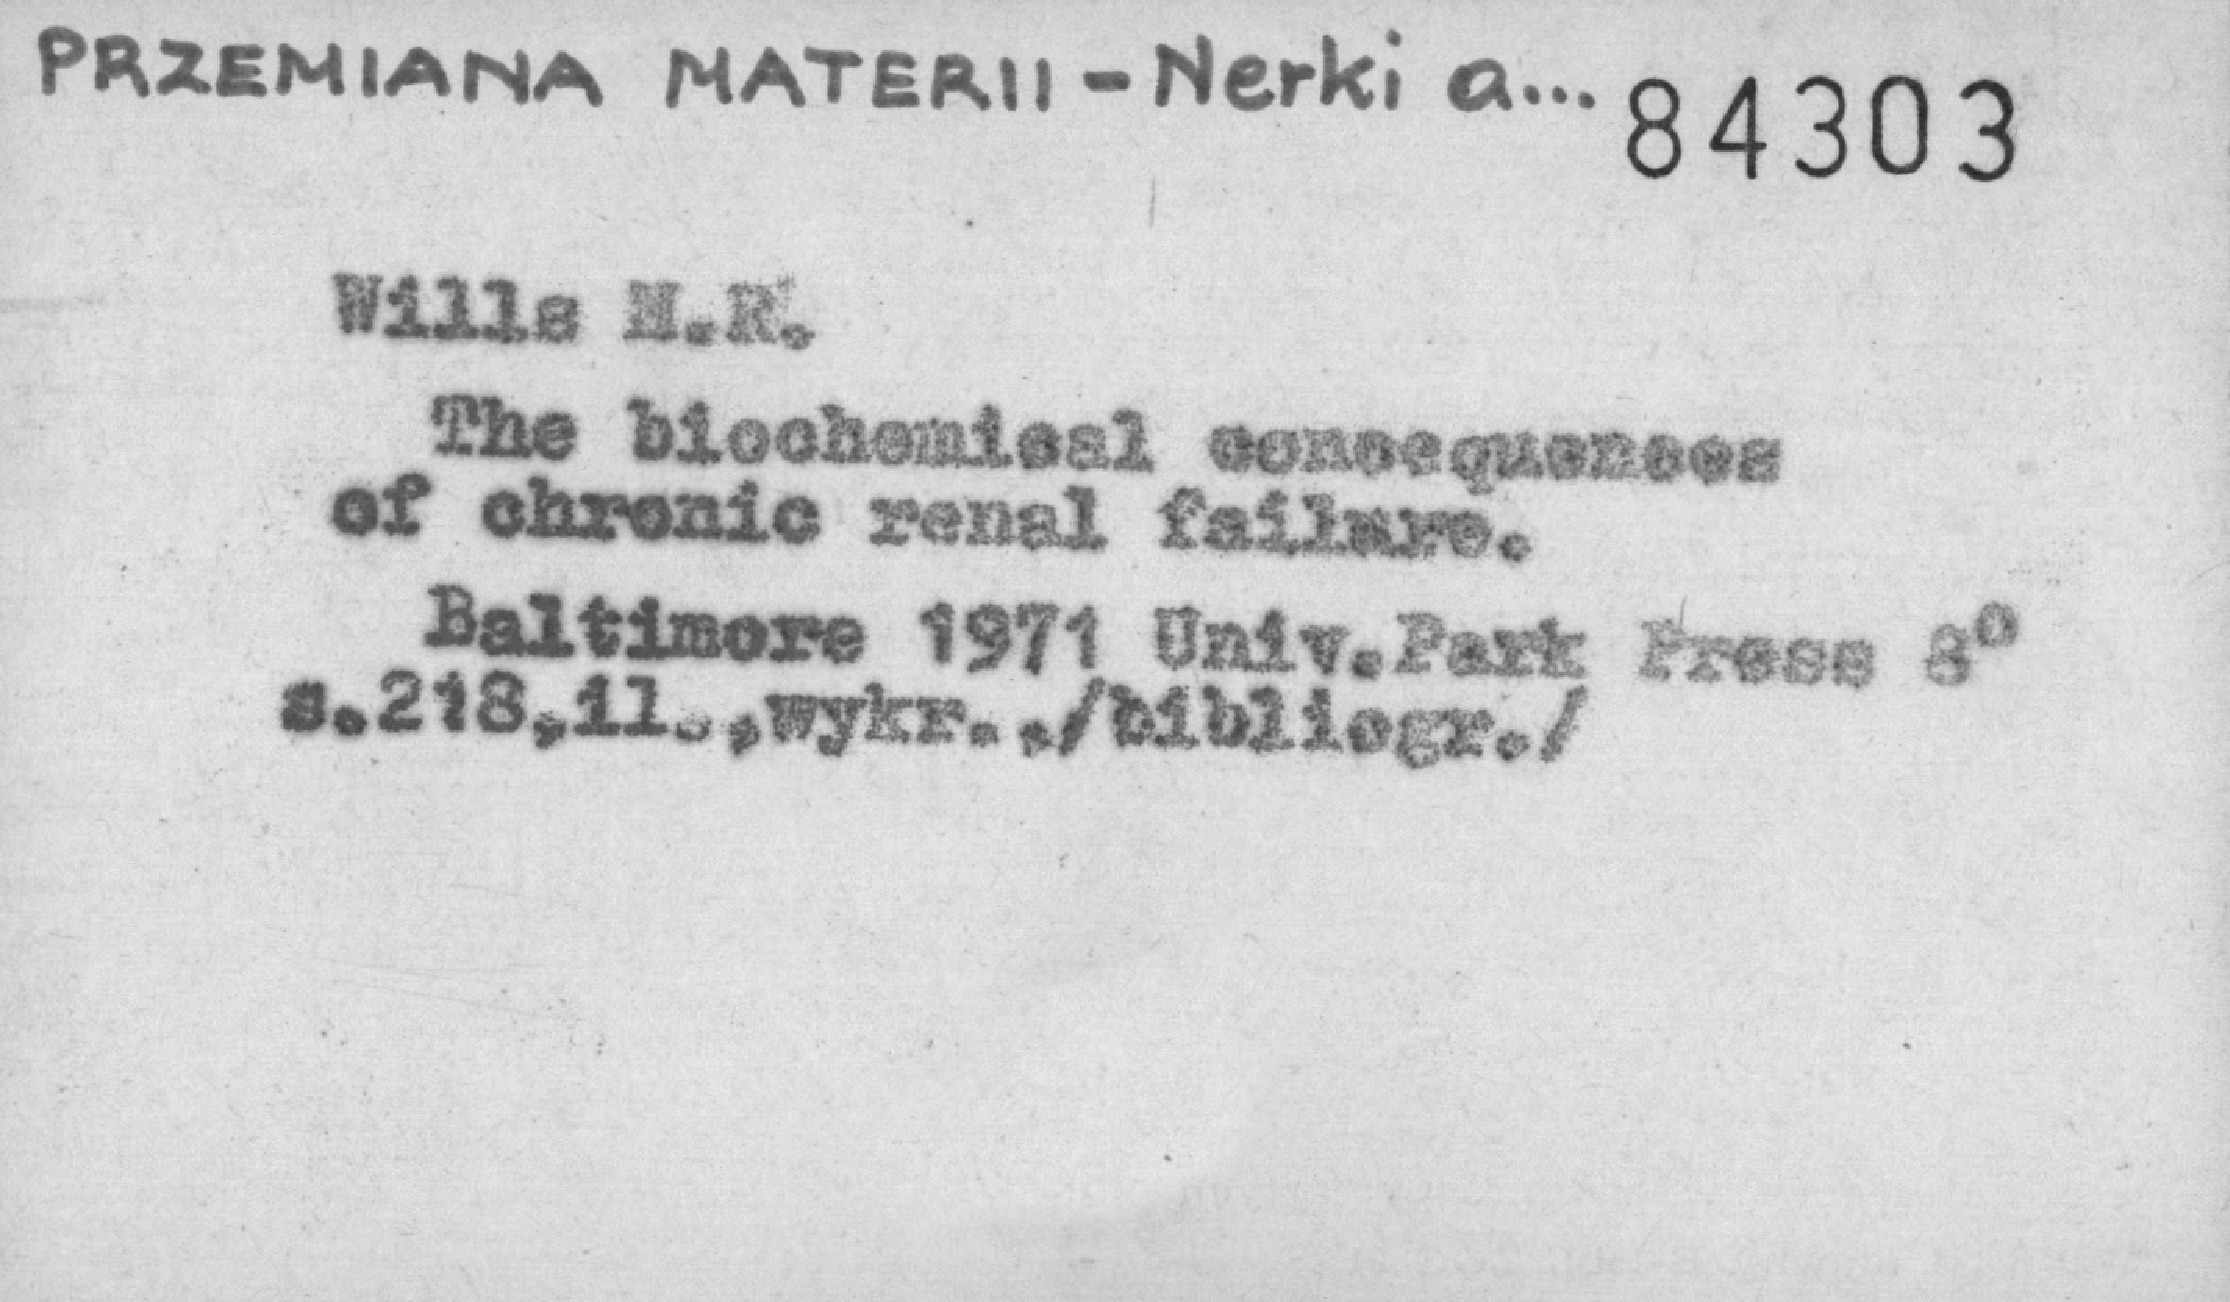 PRZEMIANA MATERII - Nerki a... 84303
Wills M.R.
The biochemical consequences
of chronic renal failure.
Baltimore 1971 Univ.Park Press 8°
s.218,il.,wykr.,/bibliogr./